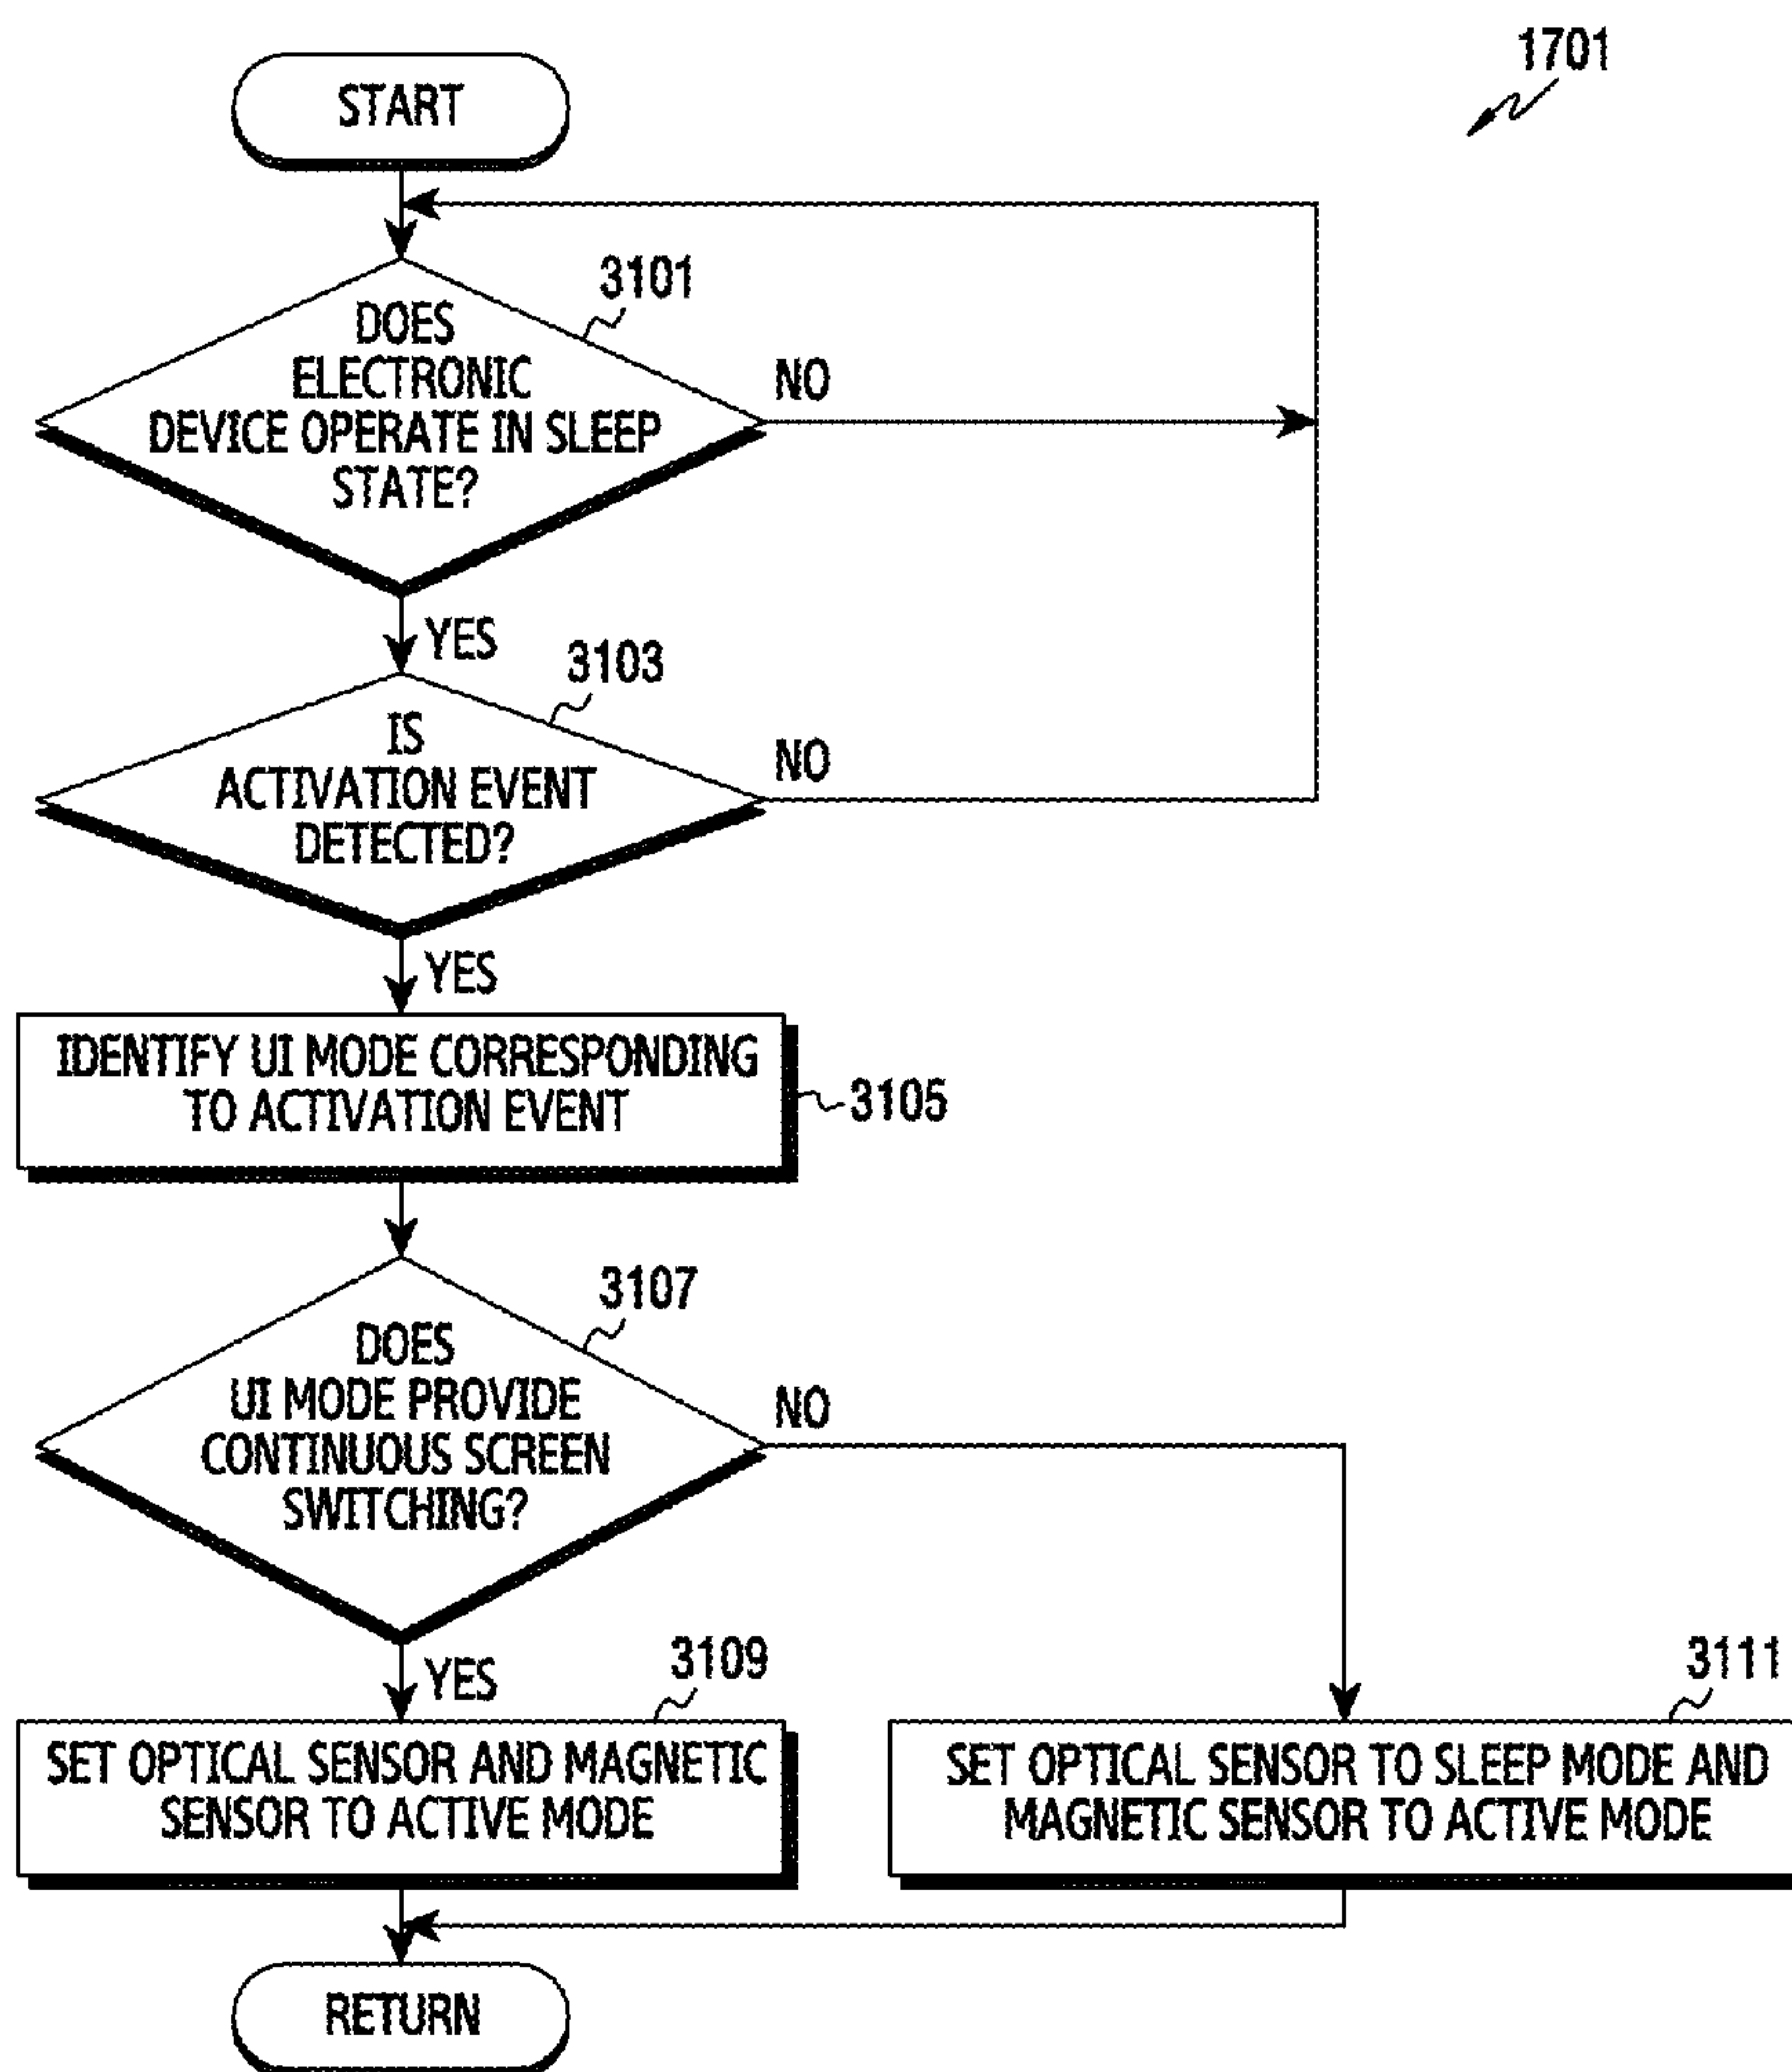 1701
START
3101
DOES
ELECTRONIC
DEVICE OPERATE IN SLEEP
STATE?
NO
YES
3103
IS
ACTIVATION EVENT
DETECTED?
NO
YES
IDENTIFY UI MODE CORRESPONDING
TO ACTIVATION EVENT
3105
3107
DOES
UI MODE PROVIDE
CONTINUOUS SCREEN
SWITCHING?
NO
YES
3109
SET OPTICAL SENSOR AND MAGNETIC
SENSOR TO ACTIVE MODE
3111
SET OPTICAL SENSOR TO SLEEP MODE AND
MAGNETIC SENSOR TO ACTIVE MODE
RETURN